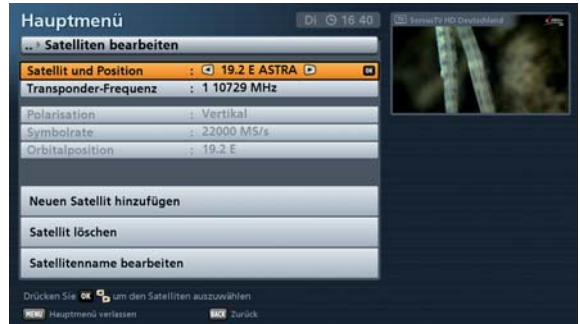 Hauptmenü
Di 16 40
ServusTV HD Deutschland
.. Satelliten bearbeiten
Satellit und Position : 19.2 E ASTRA OK
Transponder-Frequenz : 1 10729 MHz
Polarisation : Vertikal
Symbolrate : 22000 MS/s
Orbitalposition : 19.2 E
Neuen Satellit hinzufügen
Satellit löschen
Satellitenname bearbeiten
Drücken Sie OK um den Satelliten auszuwählen
MENU Hauptmenü verlassen BACK Zurück